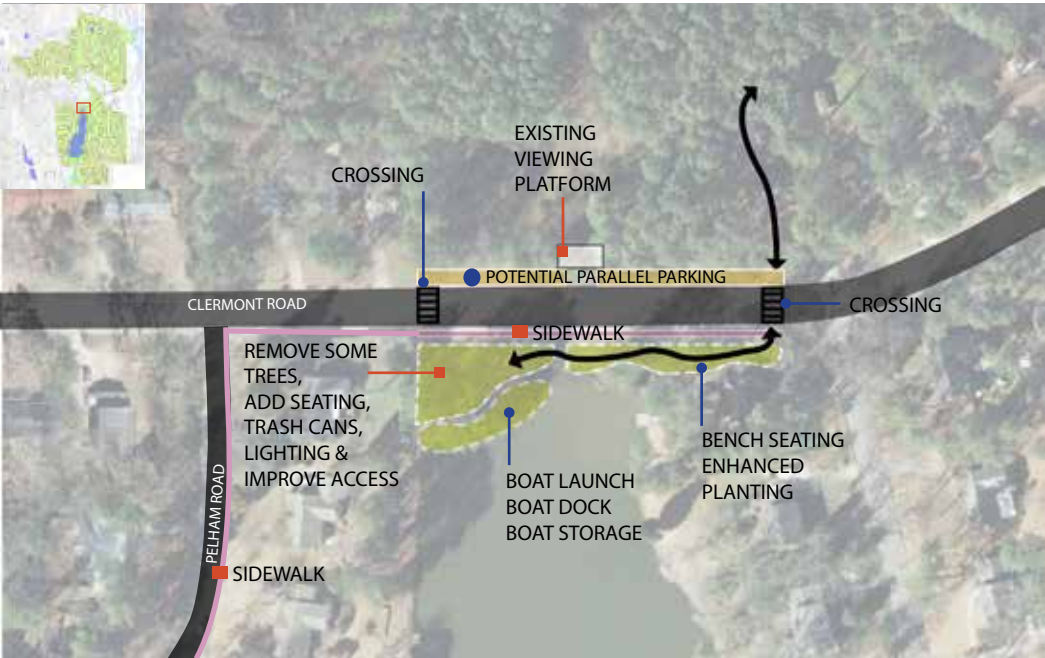 EXISTING
VIEWING
PLATFORM
CROSSING
POTENTIAL PARALLEL PARKING
CLERMONT ROAD
CROSSING
SIDEWALK
REMOVE SOME
TREES,
ADD SEATING,
TRASH CANS,
LIGHTING &
IMPROVE ACCESS
BENCH SEATING
ENHANCED
PLANTING
BOAT LAUNCH
BOAT DOCK
BOAT STORAGE
PELHAM ROAD
SIDEWALK